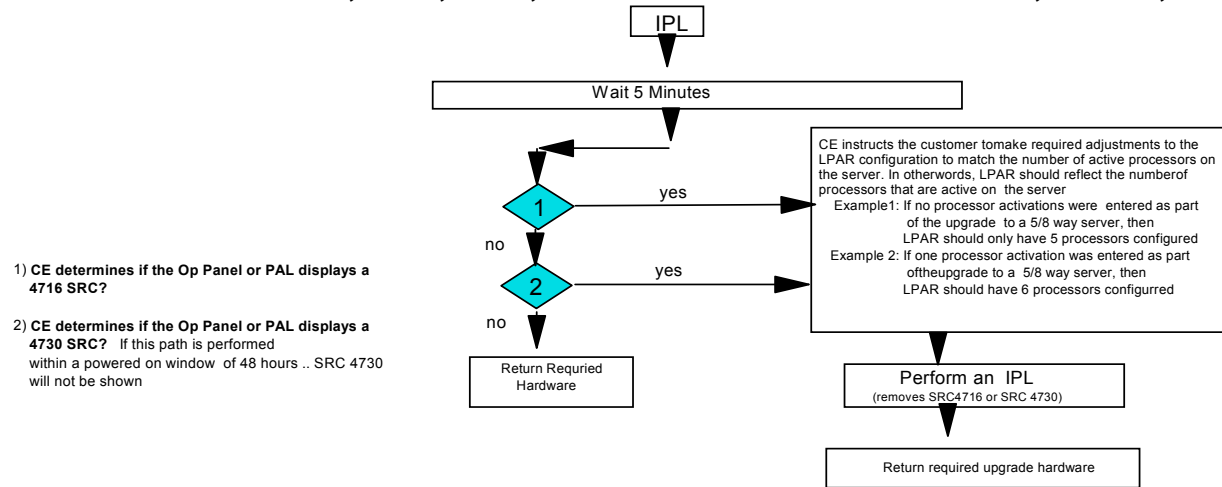 IPL
Wait 5 Minutes
CE instructs the customer tomake required adjustments to the
LPAR configuration to match the number of active processors on
the server. In otherwords, LPAR should reflect the numberof
processors that are active on the server
Example1: If no processor activations were entered as part
of the upgrade to a 5/8 way server, then
LPAR should only have 5 processors configured
Example 2: If one processor activation was entered as part
oftheupgrade to a 5/8 way server, then
LPAR should have 6 processors configurred
1
yes
no
2
yes
no
1) CE determines if the Op Panel or PAL displays a
4716 SRC?
2) CE determines if the Op Panel or PAL displays a
4730 SRC? If this path is performed
within a powered on window of 48 hours .. SRC 4730
will not be shown
Return Requried
Hardware
Perform an IPL
(removes SRC4716 or SRC 4730)
Return required upgrade hardware